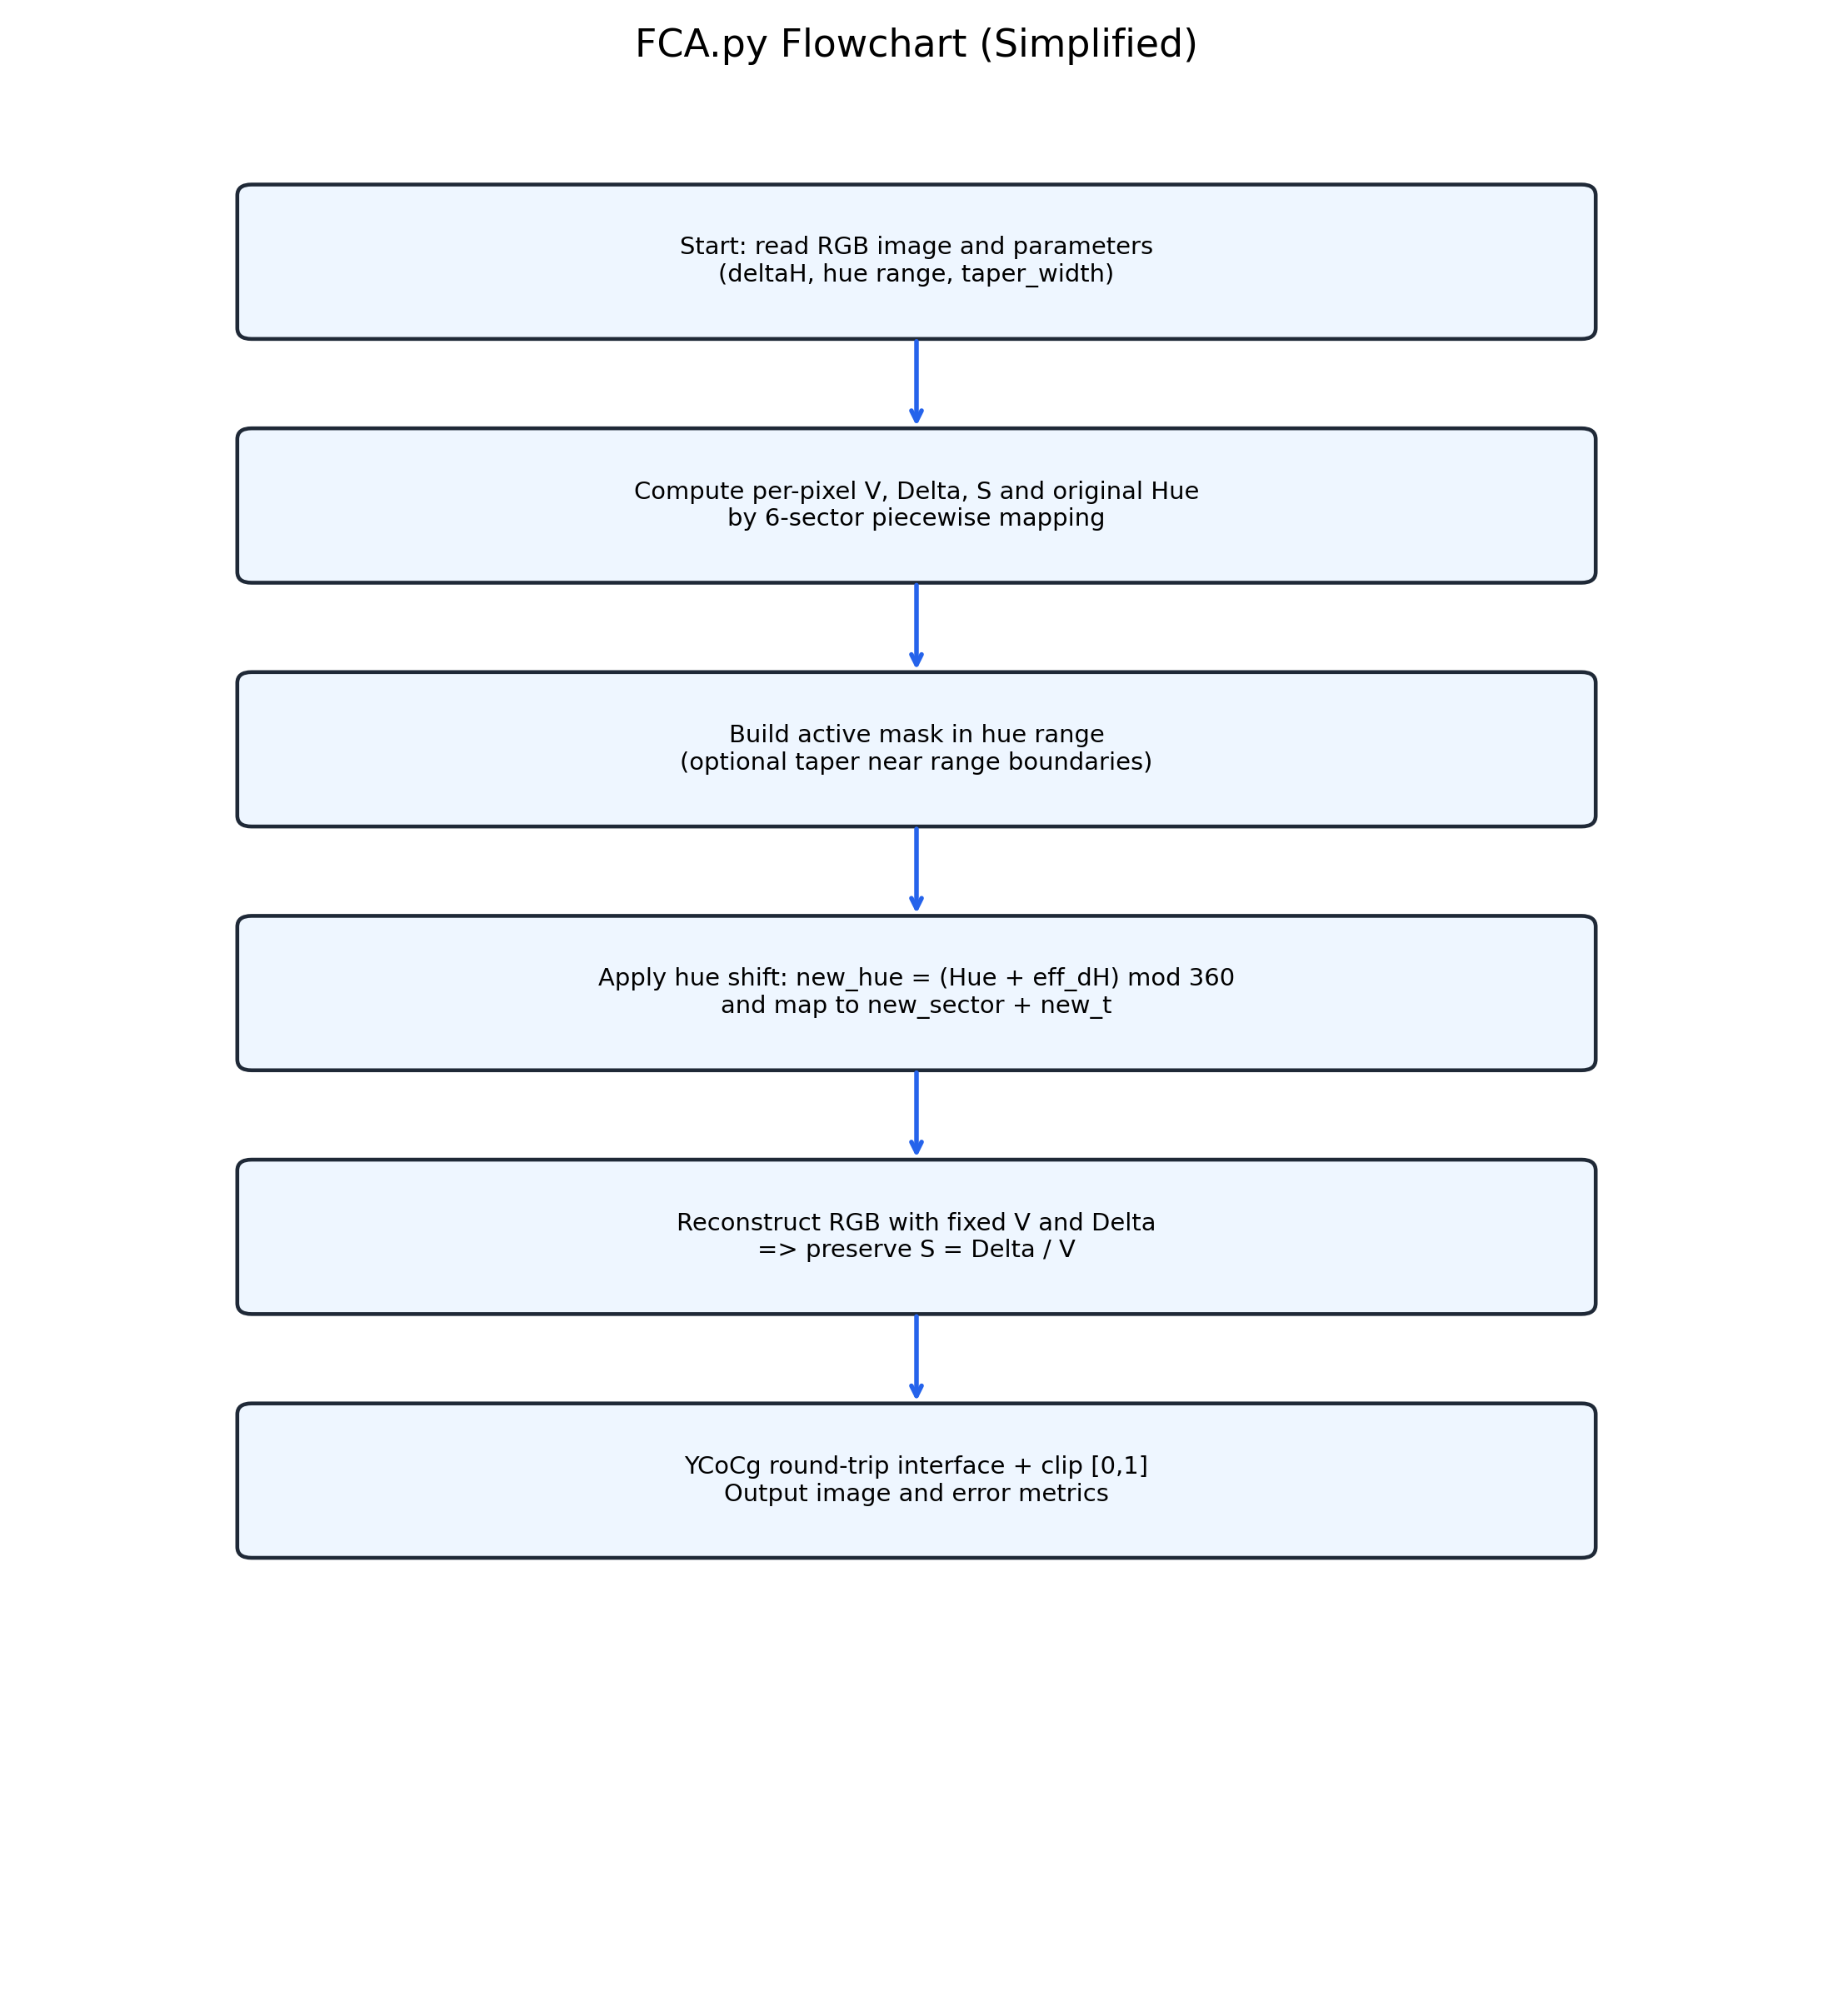 FCA.py Flowchart (Simplified)
Start: read RGB image and parameters
(deltaH, hue range, taper_width)
Compute per-pixel V, Delta, S and original Hue
by 6-sector piecewise mapping
Build active mask in hue range
(optional taper near range boundaries)
Apply hue shift: new_hue = (Hue + eff_dH) mod 360
and map to new_sector + new_t
Reconstruct RGB with fixed V and Delta
=> preserve S = Delta / V
YCoCg round-trip interface + clip [0,1]
Output image and error metrics